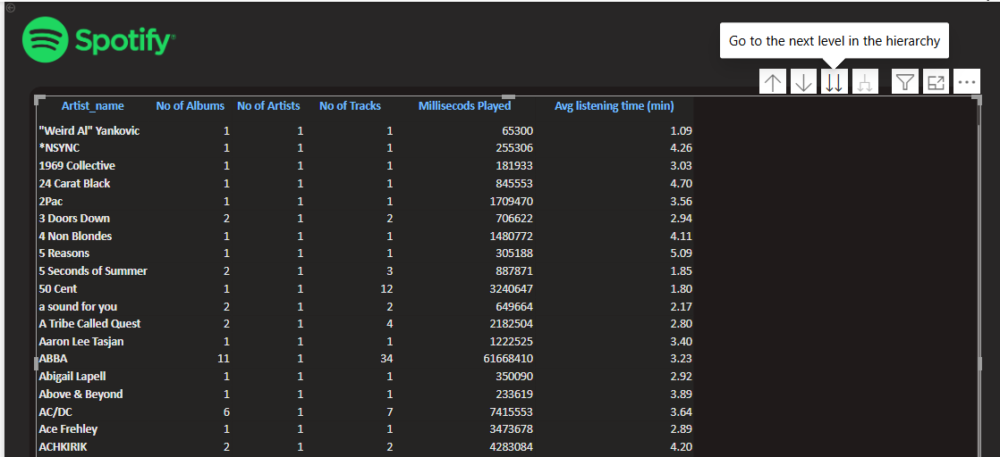 Spotify®
Go to the next level in the hierarchy
Artist_name No of Albums No of Artists No of Tracks Millisecods Played Avg listening time (min)
"Weird Al" Yankovic 1 1 1 65300 1.09
*NSYNC 1 1 1 255306 4.26
1969 Collective 1 1 1 181933 3.03
24 Carat Black 1 1 1 845553 4.70
2Pac 1 1 1 1709470 3.56
3 Doors Down 2 1 2 706622 2.94
4 Non Blondes 1 1 1 1480772 4.11
5 Reasons 1 1 1 305188 5.09
5 Seconds of Summer 2 1 3 887871 1.85
50 Cent 1 1 12 3240647 1.80
a sound for you 2 1 2 649664 2.17
A Tribe Called Quest 2 1 4 2182504 2.80
Aaron Lee Tasjan 1 1 1 1222525 3.40
ABBA 11 1 34 61668410 3.23
Abigail Lapell 1 1 1 350090 2.92
Above & Beyond 1 1 1 233619 3.89
AC/DC 6 1 7 7415553 3.64
Ace Frehley 1 1 1 3473678 2.89
ACHKIRIK 2 1 2 4283084 4.20